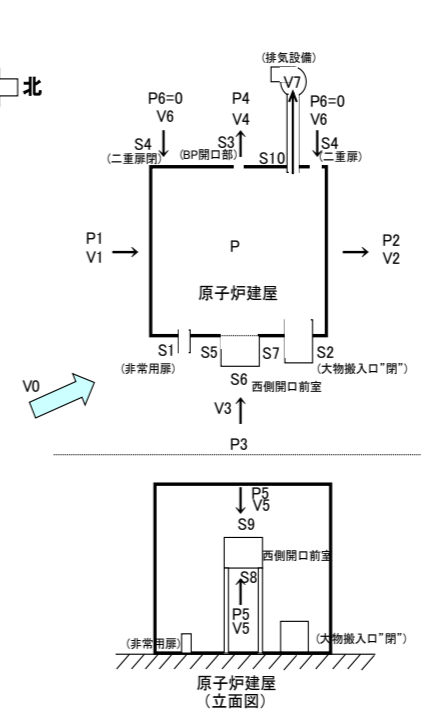 北
(排気設備)
V7
P6=0
V6
P4
V4
P6=0
V6
S4
(二重扉閉)
S3
(BP開口部)
S10
S4
(二重扉)
P1
V1
P
P2
V2
原子炉建屋
S1
(非常用扉)
S5
S7
S2
(大物搬入口”閉”)
S6
西側開口前室
V0
V3
P3
P5
V5
S9
西側開口前室
S8
P5
V5
(非常用扉)
(大物搬入口”閉”)
原子炉建屋
(立面図)